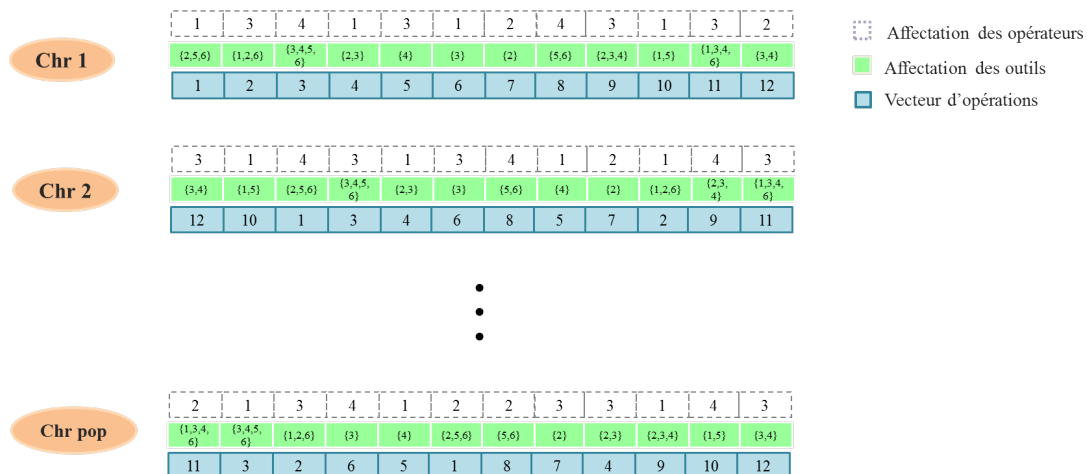 1 3 4 1 3 1 2 4 3 1 3 2
Affectation des opérateurs
Chr 1
{2,5,6} {1,2,6} {3,4,5,6} {2,3} {4} {3} {2} {5,6} {2,3,4} {1,5} {1,3,4,6} {3,4}
Affectation des outils
1 2 3 4 5 6 7 8 9 10 11 12
Vecteur d'opérations
3 1 4 3 1 3 4 1 2 1 4 3
Chr 2
{3,4} {1,5} {2,5,6} {3,4,5,6} {2,3} {3} {5,6} {4} {2} {1,2,6} {2,3,4} {1,3,4,6}
12 10 1 3 4 6 8 5 7 2 9 11
2 1 3 4 1 2 2 3 3 1 4 3
Chr pop
{1,3,4,6} {3,4,5,6} {1,2,6} {3} {4} {2,5,6} {5,6} {2} {2,3} {2,3,4} {1,5} {3,4}
11 3 2 6 5 1 8 7 4 9 10 12